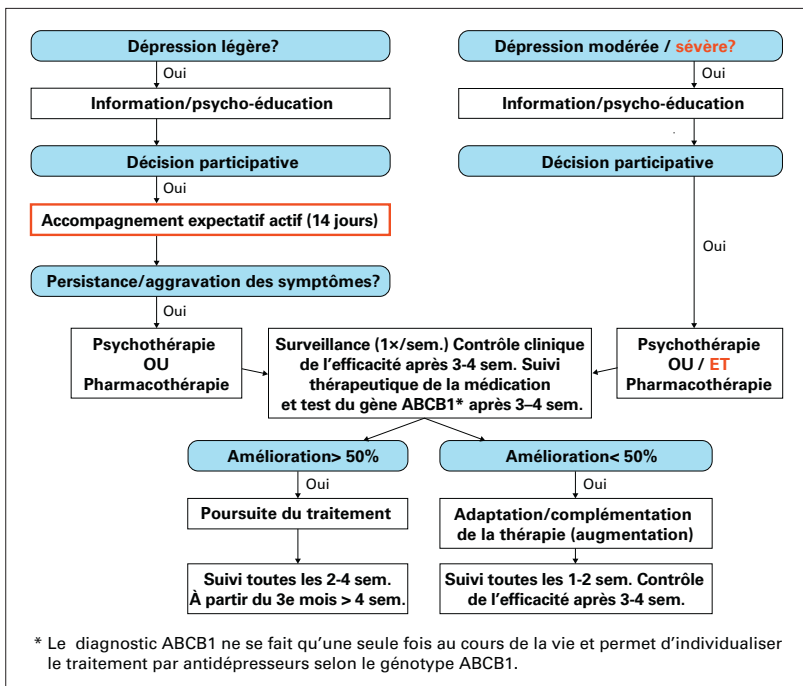 Dépression légère?
Oui
Information/psycho-éducation
Décision participative
Oui
Accompagnement expectatif actif (14 jours)
Persistance/aggravation des symptômes?
Oui
Psychothérapie
OU
Pharmacothérapie
Dépression modérée / sévère?
Oui
Information/psycho-éducation
Décision participative
Oui
Psychothérapie
OU / ET
Pharmacothérapie
Surveillance (1×/sem.) Contrôle clinique
de l'efficacité après 3-4 sem. Suivi
thérapeutique de la médication
et test du gène ABCB1* après 3–4 sem.
Amélioration> 50%
Oui
Poursuite du traitement
Suivi toutes les 2-4 sem.
À partir du 3e mois > 4 sem.
Amélioration< 50%
Oui
Adaptation/complémentation
de la thérapie (augmentation)
Suivi toutes les 1-2 sem. Contrôle
de l'efficacité après 3-4 sem.
* Le diagnostic ABCB1 ne se fait qu'une seule fois au cours de la vie et permet d'individualiser
le traitement par antidépresseurs selon le génotype ABCB1.